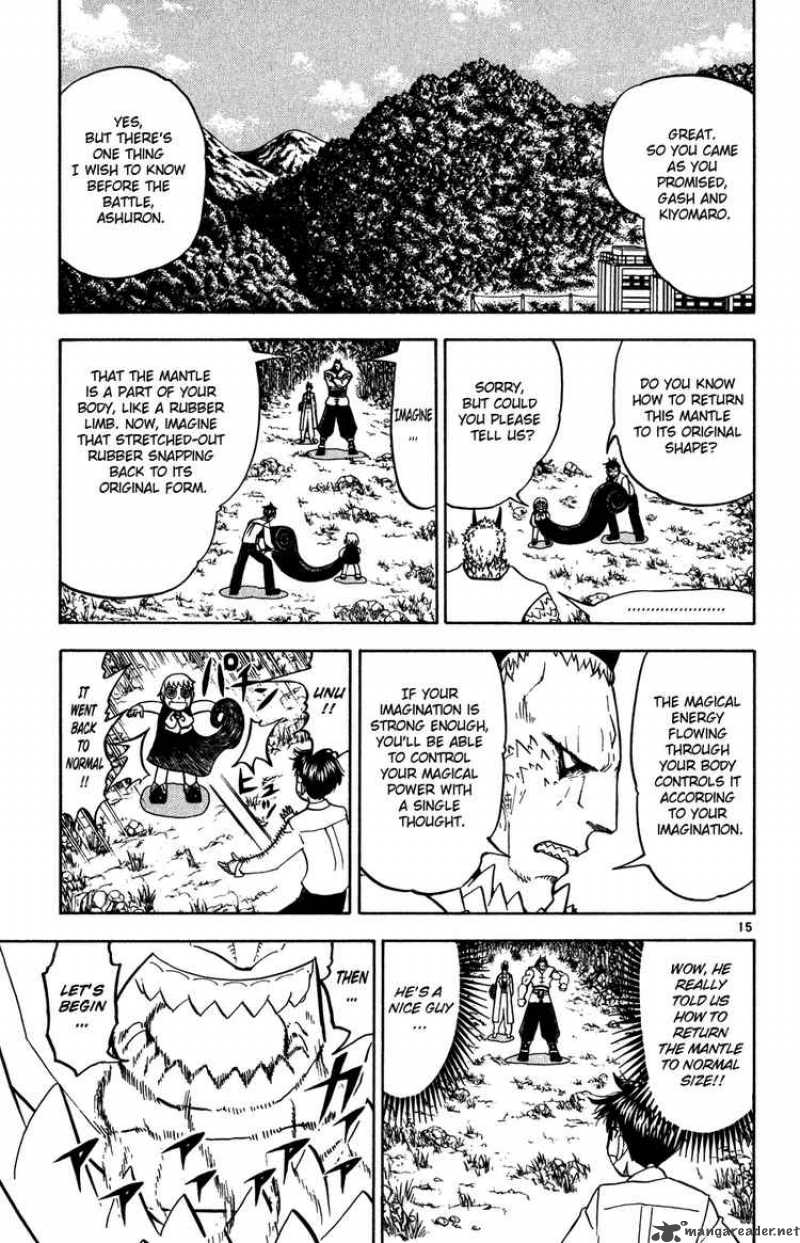 GREAT.
SO YOU CAME
AS YOU
PROMISED,
GASH AND
KIYOMARO.
YES,
BUT THERE'S
ONE THING
I WISH TO KNOW
BEFORE THE
BATTLE,
ASHURON.
DO YOU KNOW
HOW TO RETURN
THIS MANTLE
TO ITS ORIGINAL
SHAPE?
SORRY,
BUT COULD
YOU PLEASE
TELL US?
.....................
IMAGINE
...
THAT THE MANTLE
IS A PART OF YOUR
BODY, LIKE A RUBBER
LIMB. NOW, IMAGINE
THAT STRETCHED-OUT
RUBBER SNAPPING
BACK TO ITS
ORIGINAL FORM.
THE MAGICAL
ENERGY
FLOWING
THROUGH
YOUR BODY
CONTROLS IT
ACCORDING
TO YOUR
IMAGINATION.
IF YOUR
IMAGINATION IS
STRONG ENOUGH,
YOU'LL BE ABLE
TO CONTROL
YOUR MAGICAL
POWER WITH
A SINGLE
THOUGHT.
UNU
!!
パチン
ビュン
IT
WENT
BACK
TO
NORMAL
!!
15
WOW, HE
REALLY
TOLD US
HOW TO
RETURN
THE MANTLE
TO NORMAL
SIZE!!
HE'S A
NICE GUY
...
THEN
...
LET'S
BEGIN
...
mangareader.net